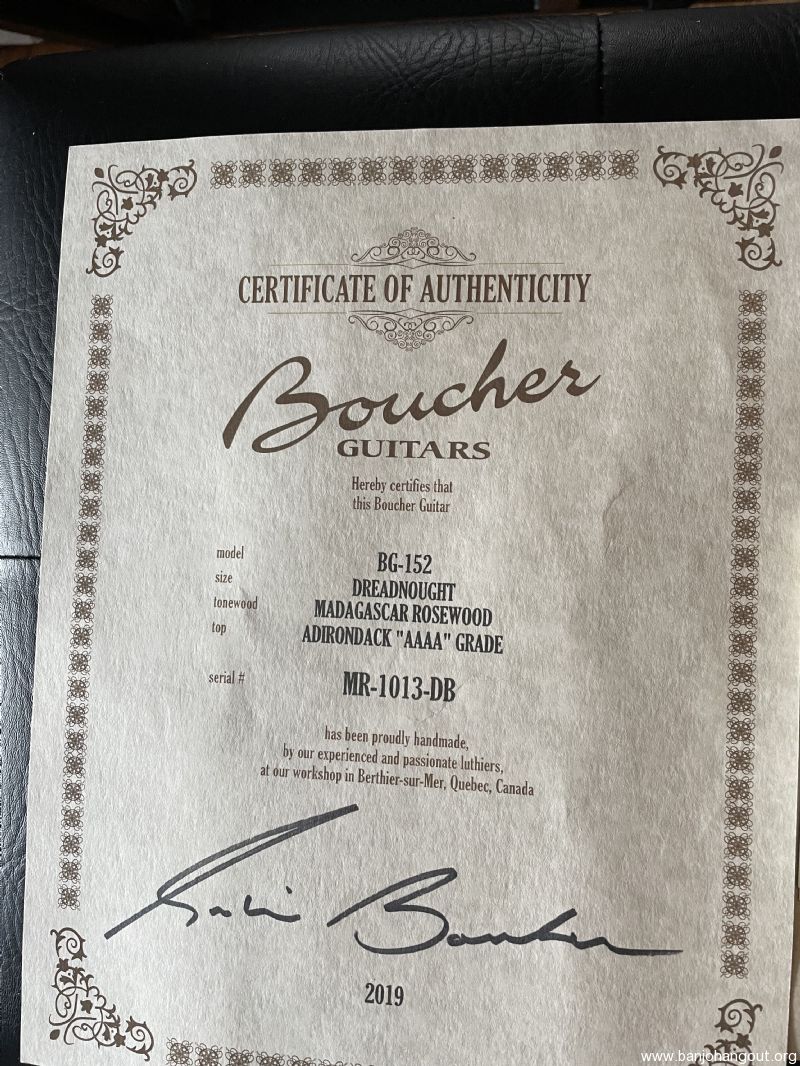 CERTIFICATE OF AUTHENTICITY
Boucher
GUITARS
Hereby certifies that
this Boucher Guitar
model BG-152
size DREADNOUGHT
tonewood MADAGASCAR ROSEWOOD
top ADIRONDACK "AAAA" GRADE
serial # MR-1013-DB
has been proudly handmade,
by our experienced and passionate luthiers,
at our workshop in Berthier-sur-Mer, Quebec, Canada
Boucher
2019
www.banjohangout.org